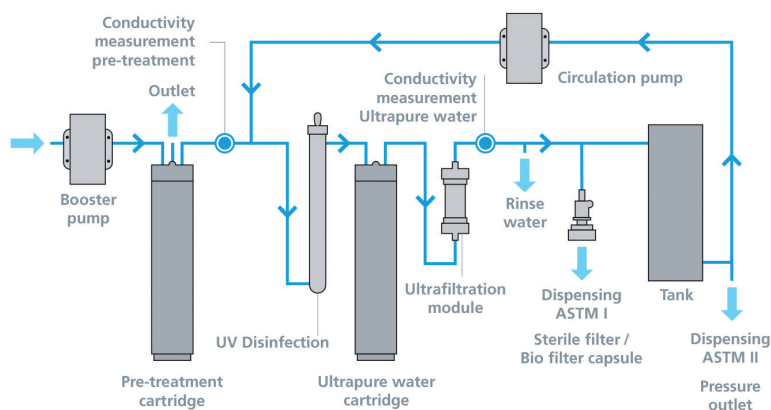 Conductivity
measurement
pre-treatment
Outlet
Booster
pump
Pre-treatment
cartridge
UV Disinfection
Ultrapure water
cartridge
Conductivity
measurement
Ultrapure water
Circulation pump
Ultrafiltration
module
Rinse
water
Dispensing
ASTM I
Sterile filter /
Bio filter capsule
Tank
Dispensing
ASTM II
Pressure
outlet